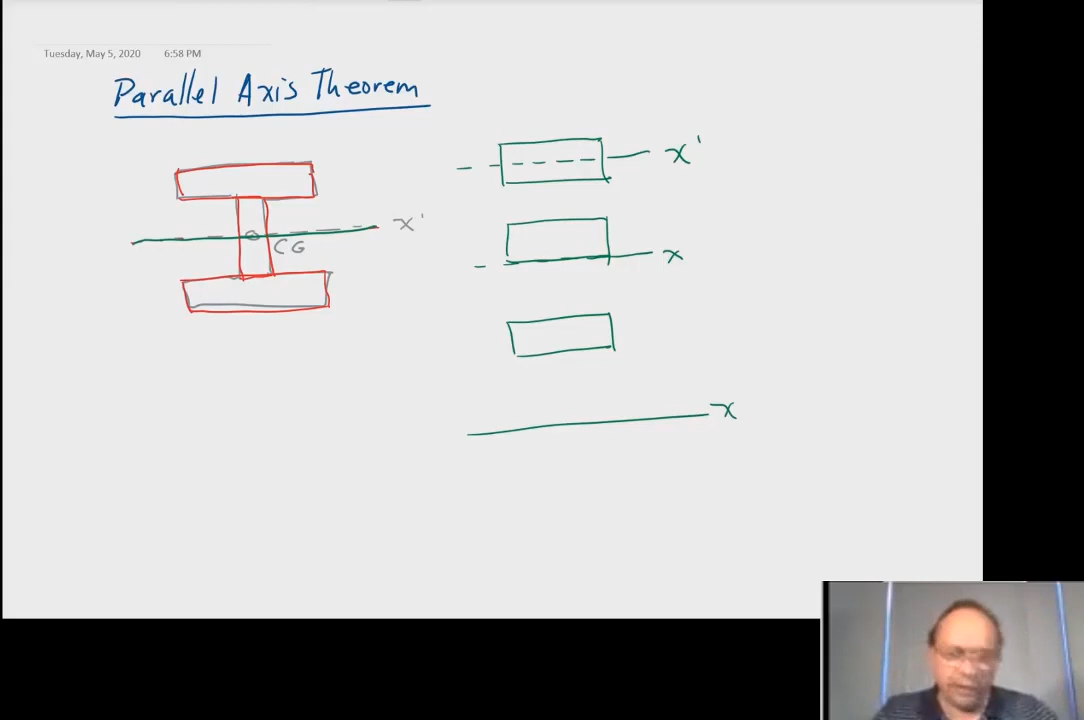 Tuesday, May 5, 2020 6:58 PM
Parallel Axis Theorem
x'
x'
CG
x
x